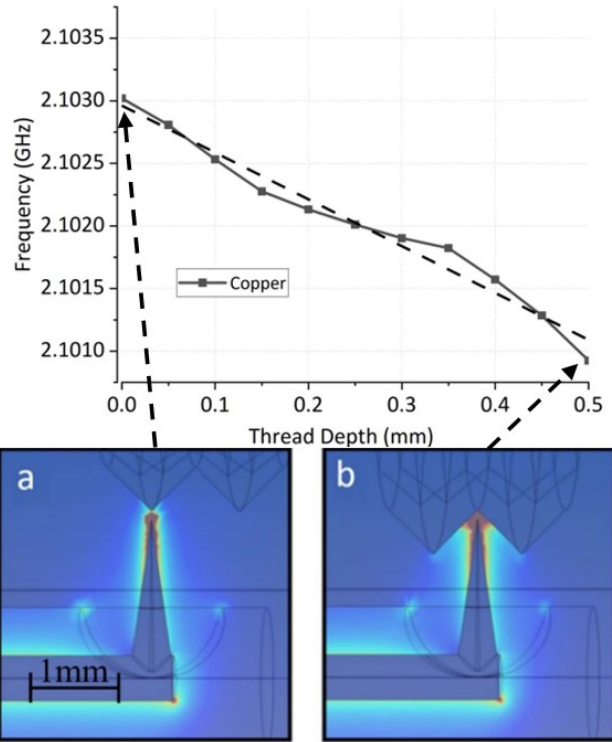 2.1035
2.1030
2.1025
2.1020
2.1015
2.1010
Frequency (GHz)
Copper
0.0 0.1 0.2 0.3 0.4 0.5
Thread Depth (mm)
a b
1mm